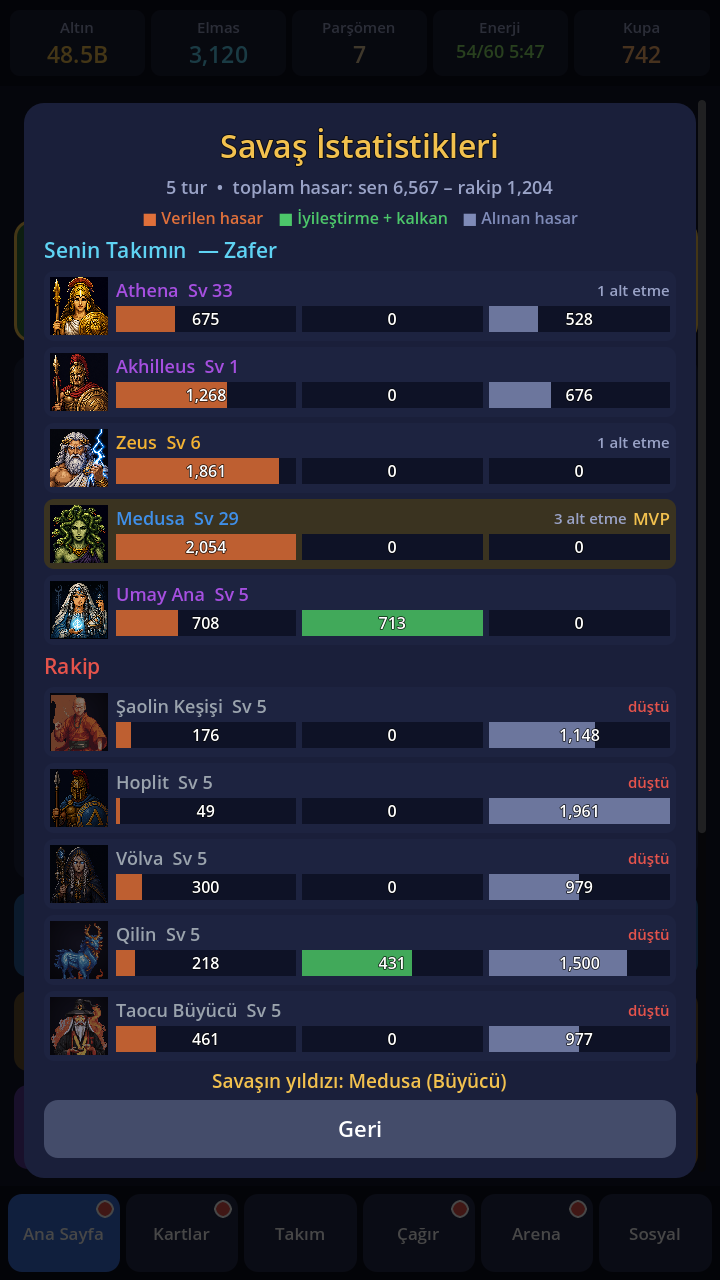 Altın Elmas Parşömen Enerji Kupa
48.5B 3,120 7 54/60 5:47 742
Savaş İstatistikleri
5 tur • toplam hasar: sen 6,567 – rakip 1,204
Verilen hasar İyileştirme + kalkan Alınan hasar
Senin Takımın — Zafer
Athena Sv 33 1 alt etme
675 0 528
Akhilleus Sv 1
1,268 0 676
Zeus Sv 6 1 alt etme
1,861 0 0
Medusa Sv 29 3 alt etme MVP
2,054 0 0
Umay Ana Sv 5
708 713 0
Rakip
Şaolin Keşişi Sv 5 düştü
176 0 1,148
Hoplit Sv 5 düştü
49 0 1,961
Völva Sv 5 düştü
300 0 979
Qilin Sv 5 düştü
218 431 1,500
Taocu Büyücü Sv 5 düştü
461 0 977
Savaşın yıldızı: Medusa (Büyücü)
Geri
Ana Sayfa Kartlar Takım Çağır Arena Sosyal